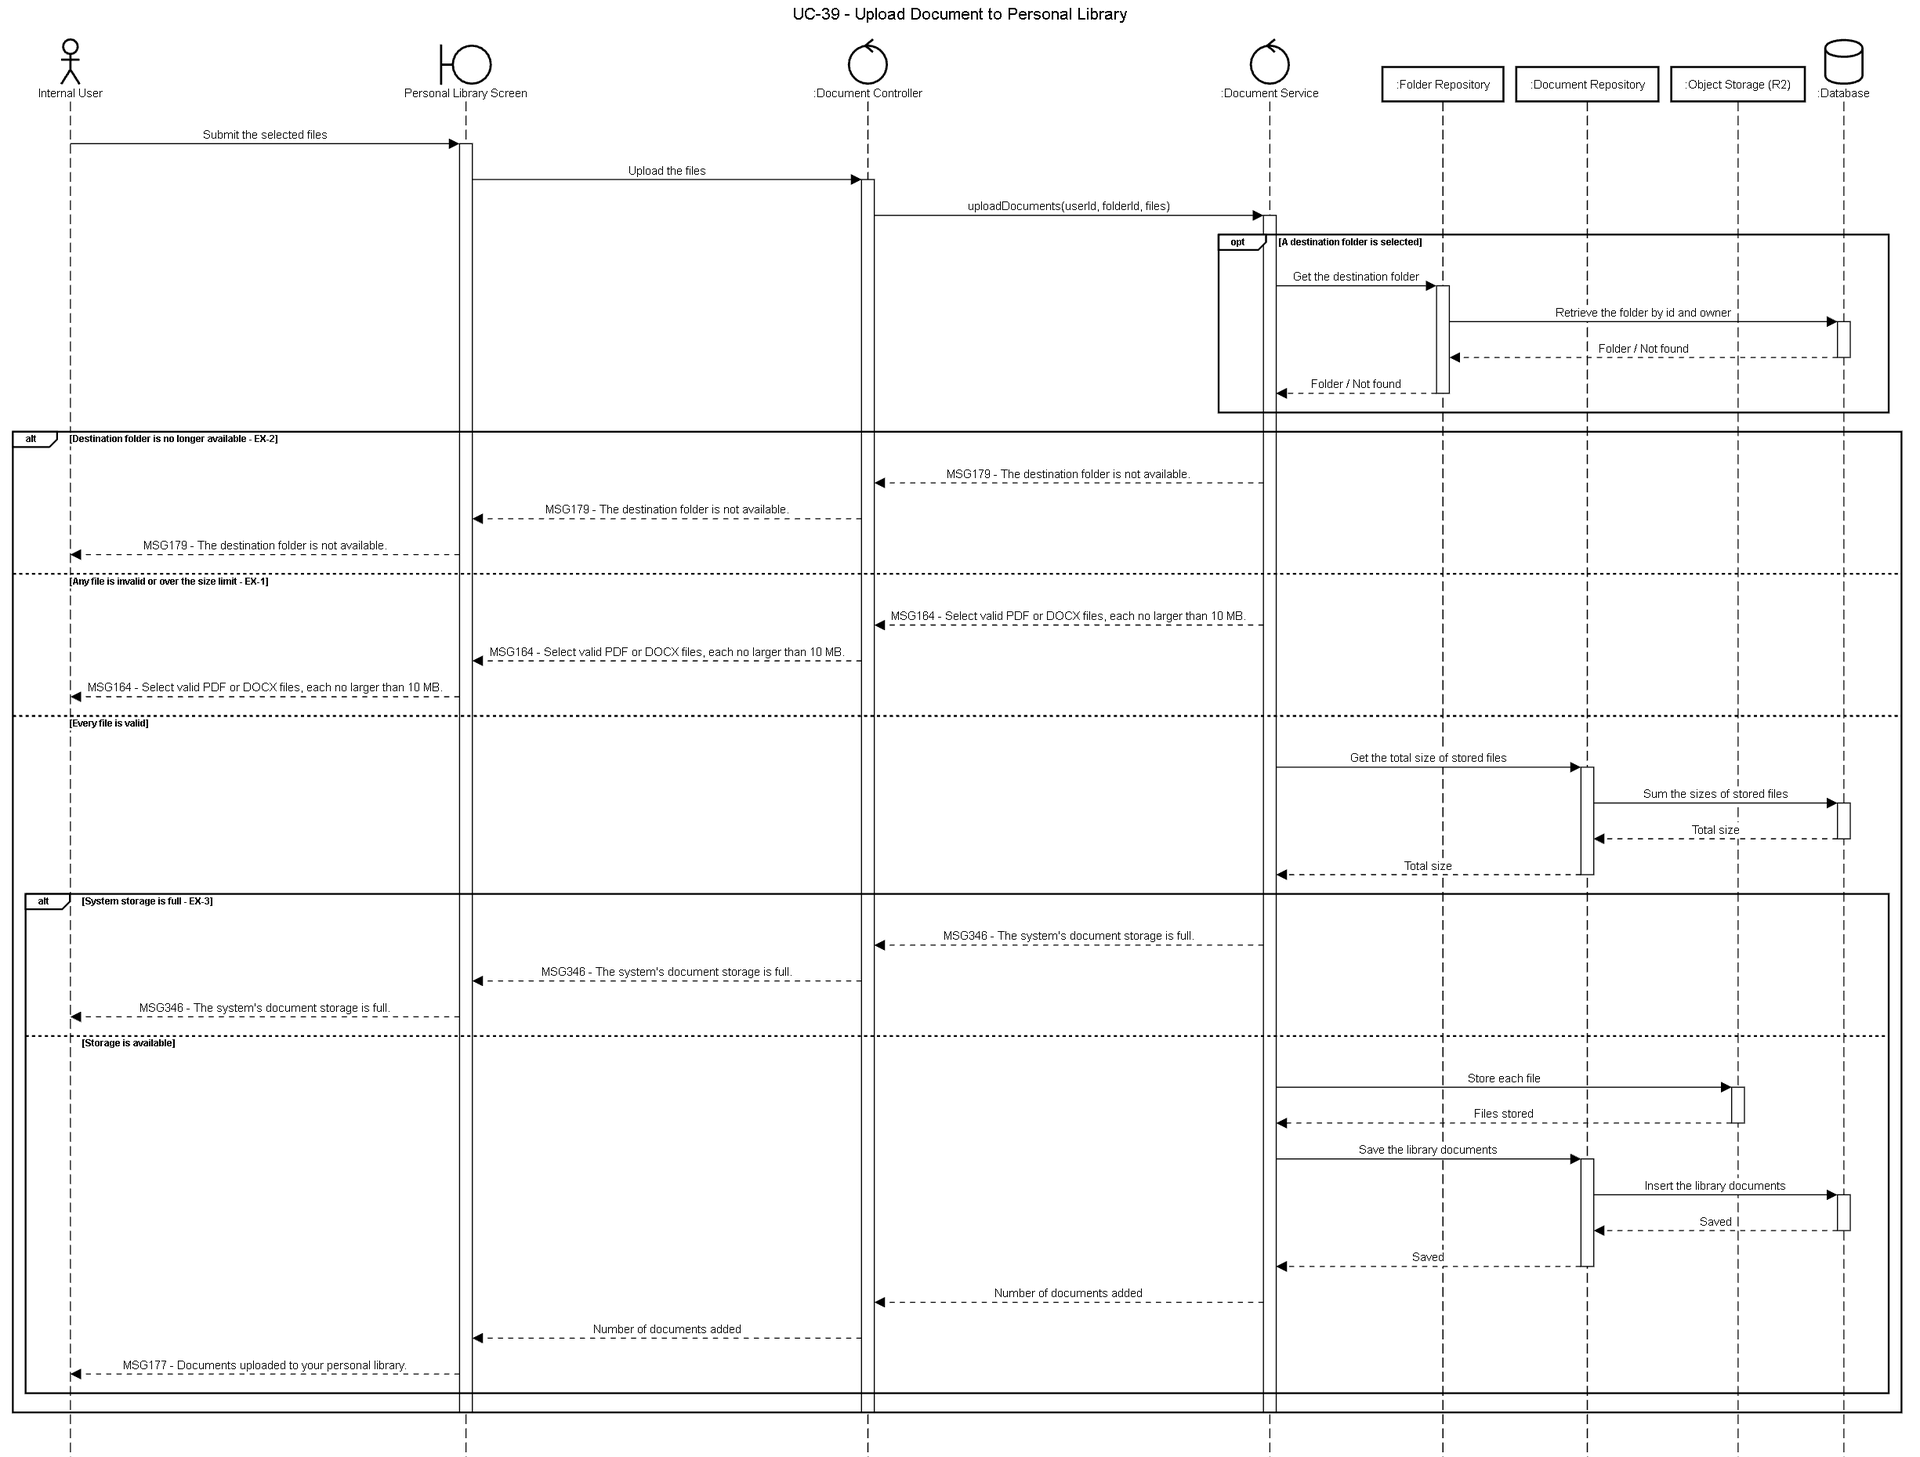 UC-39 - Upload Document to Personal Library
Internal User
Personal Library Screen
:Document Controller
:Document Service
:Folder Repository
:Document Repository
:Object Storage (R2)
:Database
Submit the selected files
Upload the files
uploadDocuments(userId, folderId, files)
opt
[A destination folder is selected]
Get the destination folder
Retrieve the folder by id and owner
Folder / Not found
Folder / Not found
alt
[Destination folder is no longer available - EX-2]
MSG179 - The destination folder is not available.
MSG179 - The destination folder is not available.
MSG179 - The destination folder is not available.
[Any file is invalid or over the size limit - EX-1]
MSG164 - Select valid PDF or DOCX files, each no larger than 10 MB.
MSG164 - Select valid PDF or DOCX files, each no larger than 10 MB.
MSG164 - Select valid PDF or DOCX files, each no larger than 10 MB.
[Every file is valid]
Get the total size of stored files
Sum the sizes of stored files
Total size
Total size
alt
[System storage is full - EX-3]
MSG346 - The system's document storage is full.
MSG346 - The system's document storage is full.
MSG346 - The system's document storage is full.
[Storage is available]
Store each file
Files stored
Save the library documents
Insert the library documents
Saved
Saved
Number of documents added
Number of documents added
MSG177 - Documents uploaded to your personal library.